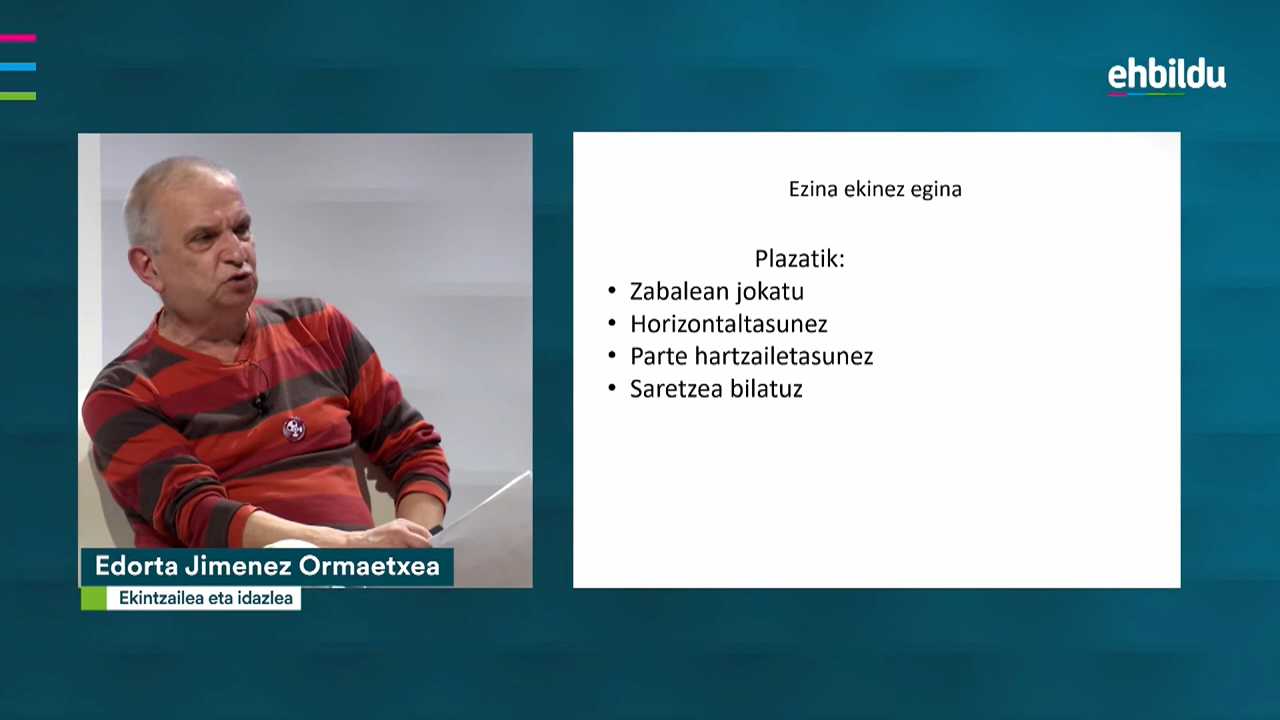 ehbildu
Ezina ekinez egina
Plazatik:
• Zabalean jokatu
• Horizontaltasunez
• Parte hartzailetasunez
• Saretzea bilatuz
Edorta Jimenez Ormaetxea
Ekintzailea eta idazlea